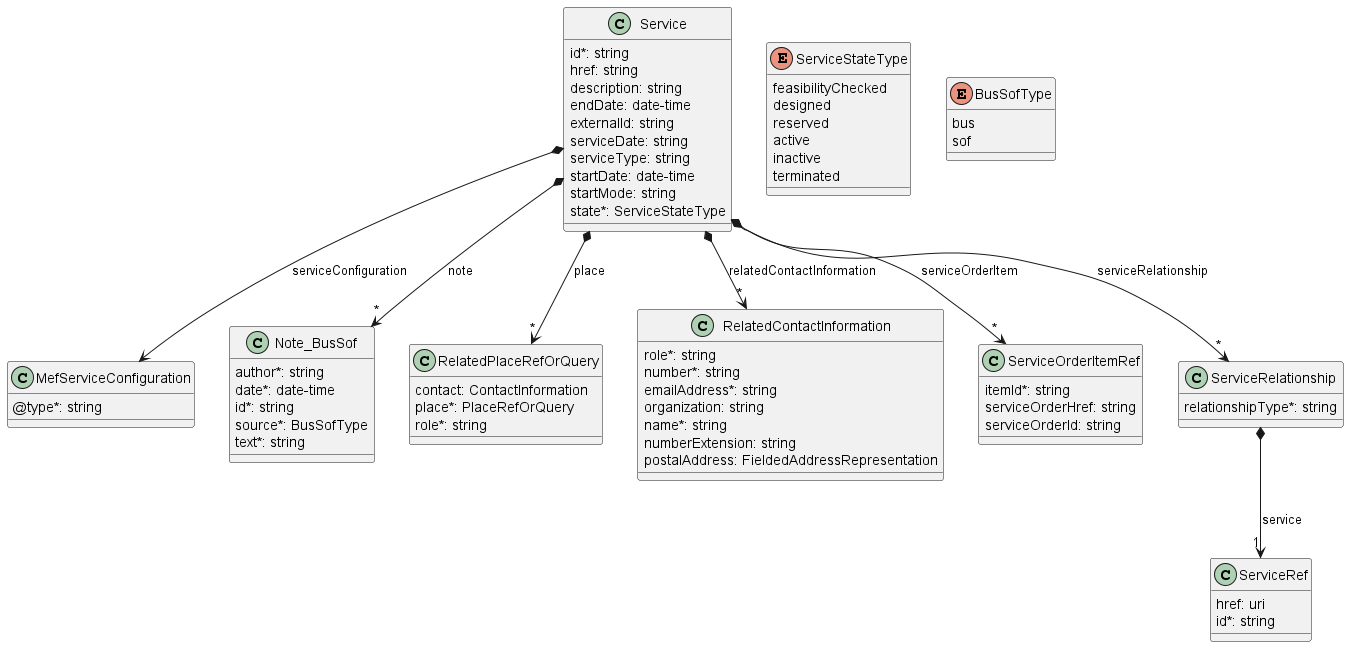 C Service
id*: string
href: string
description: string
endDate: date-time
externalId: string
serviceDate: string
serviceType: string
startDate: date-time
startMode: string
state*: ServiceStateType
E ServiceStateType
feasibilityChecked
designed
reserved
active
inactive
terminated
E BusSofType
bus
sof
serviceConfiguration
note
*
place
*
relatedContactInformation
*
serviceOrderItem
*
serviceRelationship
*
C MefServiceConfiguration
@type*: string
C Note_BusSof
author*: string
date*: date-time
id*: string
source*: BusSofType
text*: string
C RelatedPlaceRefOrQuery
contact: ContactInformation
place*: PlaceRefOrQuery
role*: string
C RelatedContactInformation
role*: string
number*: string
emailAddress*: string
organization: string
name*: string
numberExtension: string
postalAddress: FieldedAddressRepresentation
C ServiceOrderItemRef
itemId*: string
serviceOrderHref: string
serviceOrderId: string
C ServiceRelationship
relationshipType*: string
service
1
C ServiceRef
href: uri
id*: string